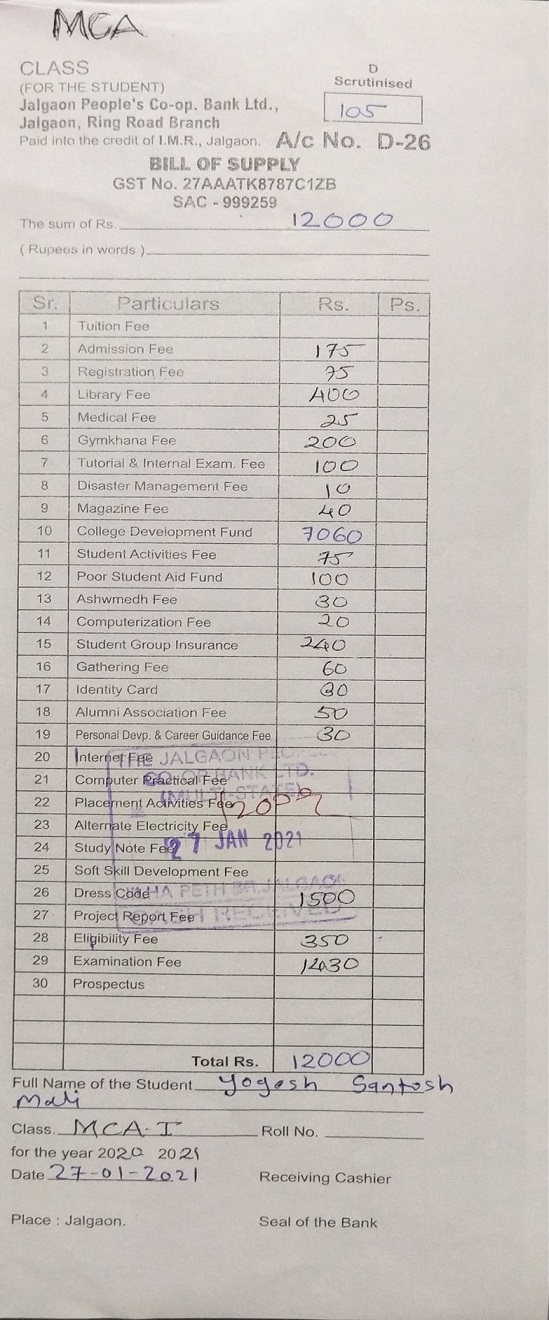 MCA
CLASS
(FOR THE STUDENT)
D
Scrutinised
105
Jalgaon People's Co-op. Bank Ltd.,
Jalgaon, Ring Road Branch
Paid into the credit of I.M.R., Jalgaon. A/c No. D-26
BILL OF SUPPLY
GST No. 27AAATK8787C1ZB
SAC - 999259
The sum of Rs. 12000
( Rupees in words )
Sr. Particulars Rs. Ps.
1 Tuition Fee
2 Admission Fee 175
3 Registration Fee 75
4 Library Fee 400
5 Medical Fee 25
6 Gymkhana Fee 200
7 Tutorial & Internal Exam. Fee 100
8 Disaster Management Fee 10
9 Magazine Fee 40
10 College Development Fund 7060
11 Student Activities Fee 75
12 Poor Student Aid Fund 100
13 Ashwmedh Fee 30
14 Computerization Fee 20
15 Student Group Insurance 240
16 Gathering Fee 60
17 Identity Card 30
18 Alumni Association Fee 50
19 Personal Devp. & Career Guidance Fee 30
20 Internet Fee
THE JALGAON
21 Computer Practical Fee
CO-OP BANK LTD.
(MULTI-STATE)
22 Placement Activities Fee
23 Alternate Electricity Fee
24 Study Note Fee
27 JAN 2021
25 Soft Skill Development Fee
26 Dress Code 1500
PETH BR. JALGAON
27 Project Report Fee
RECEIVED
28 Eligibility Fee 350
29 Examination Fee 1430
30 Prospectus
Total Rs. 12000
Full Name of the Student Yogesh Santosh
Mali
Class. MCA-I Roll No.
for the year 2020 2021
Date 27-01-2021 Receiving Cashier
Place : Jalgaon. Seal of the Bank